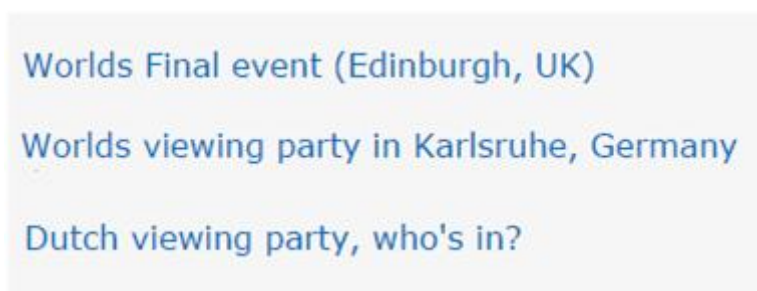 Worlds Final event (Edinburgh, UK)
Worlds viewing party in Karlsruhe, Germany
Dutch viewing party, who's in?